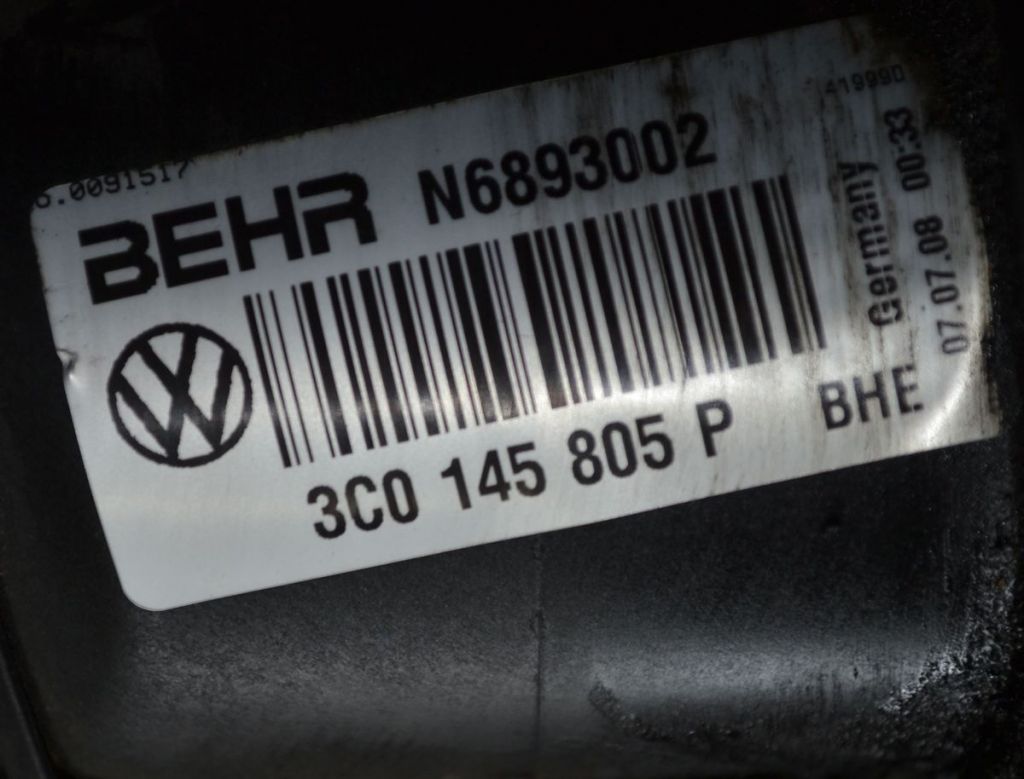 6.0091517
BEHR N6893002
3C0 145 805 P
BHE
Germany
07.07.08 00:33
419990